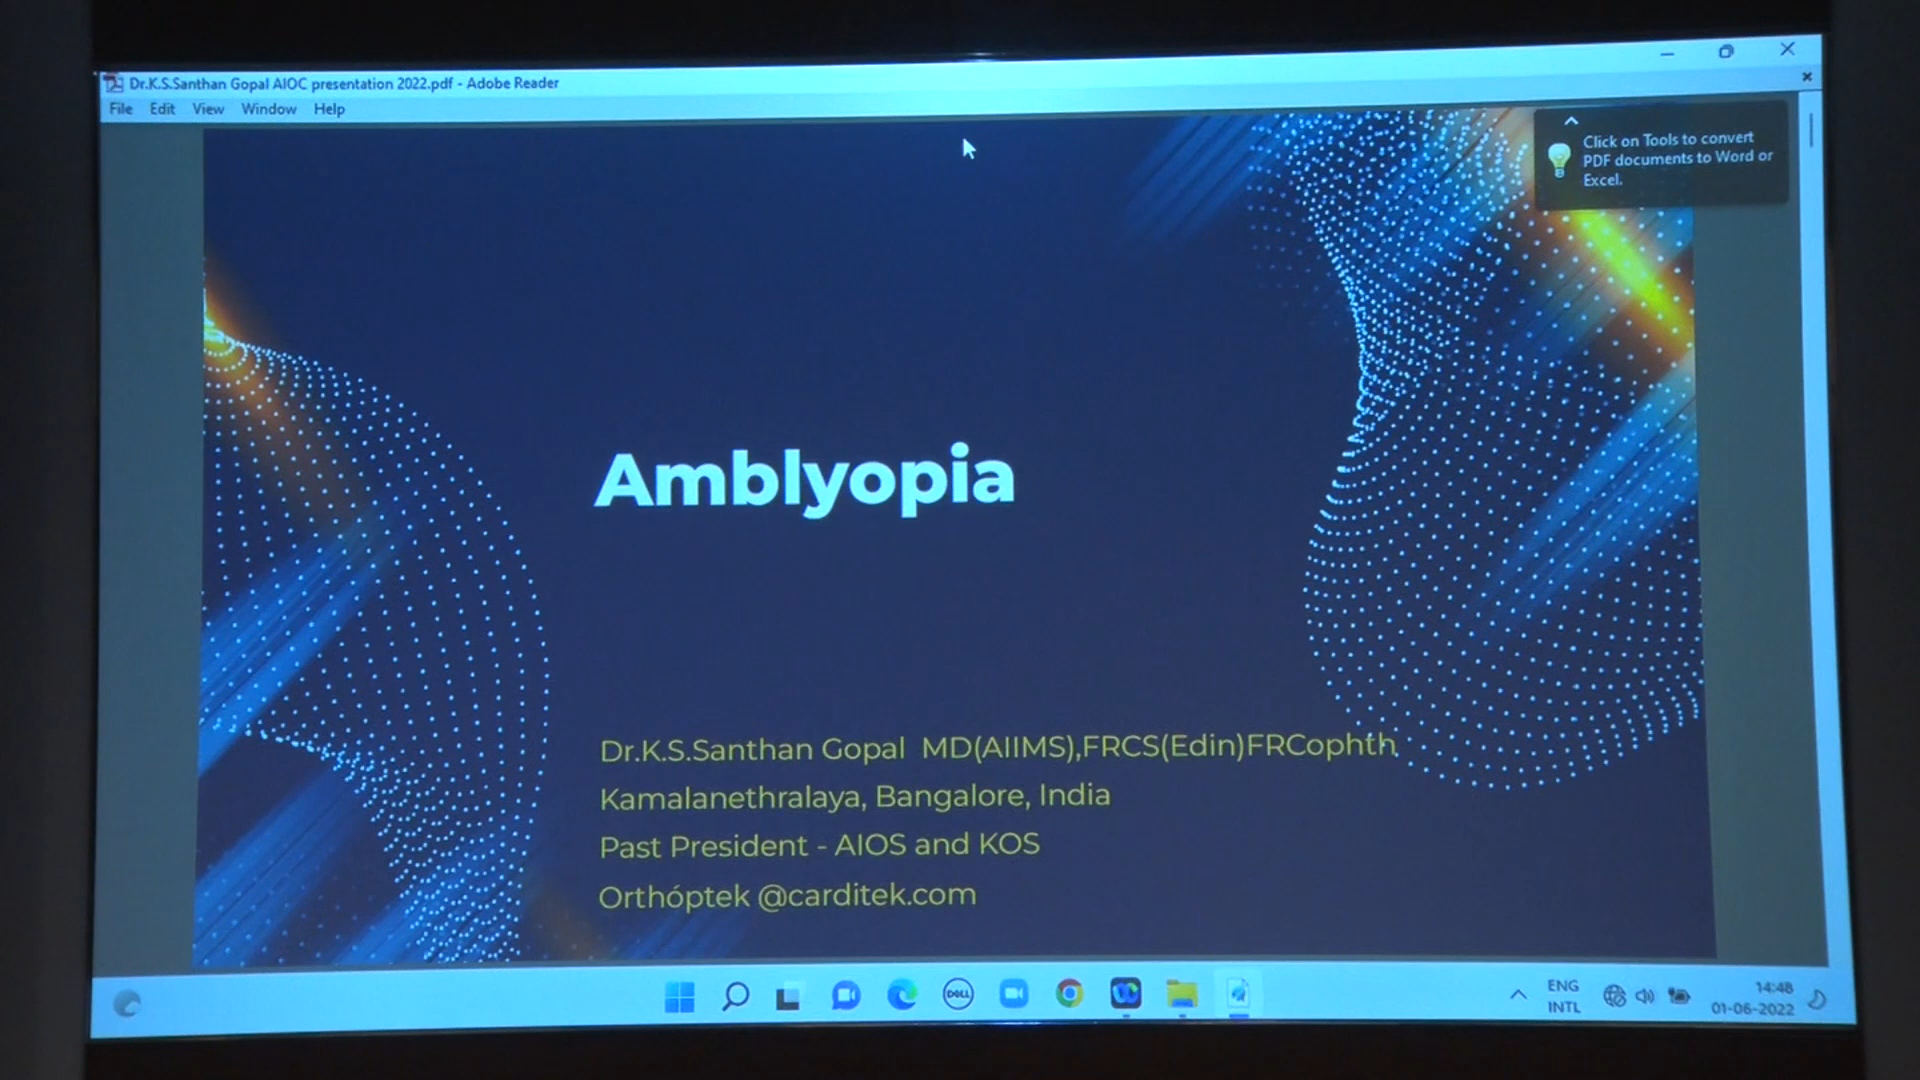 Dr.K.S.Santhan Gopal AIOC presentation 2022.pdf - Adobe Reader
File Edit View Window Help
Click on Tools to convert
PDF documents to Word or
Excel.
Amblyopia
Dr.K.S.Santhan Gopal MD(AIIMS),FRCS(Edin)FRCophth,
Kamalanethralaya, Bangalore, India
Past President - AIOS and KOS
Orthóptek @carditek.com
DELL
ENG
INTL
14:48
01-06-2022